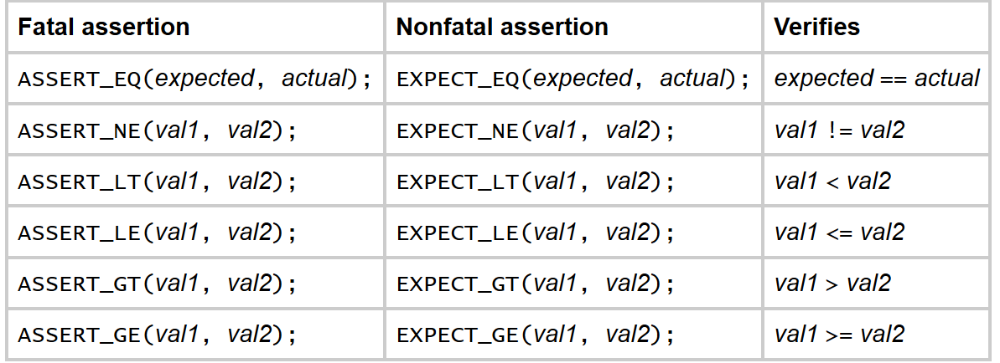 Fatal assertion Nonfatal assertion Verifies
ASSERT_EQ(expected, actual); EXPECT_EQ(expected, actual); expected == actual
ASSERT_NE(val1, val2); EXPECT_NE(val1, val2); val1 != val2
ASSERT_LT(val1, val2); EXPECT_LT(val1, val2); val1 < val2
ASSERT_LE(val1, val2); EXPECT_LE(val1, val2); val1 <= val2
ASSERT_GT(val1, val2); EXPECT_GT(val1, val2); val1 > val2
ASSERT_GE(val1, val2); EXPECT_GE(val1, val2); val1 >= val2